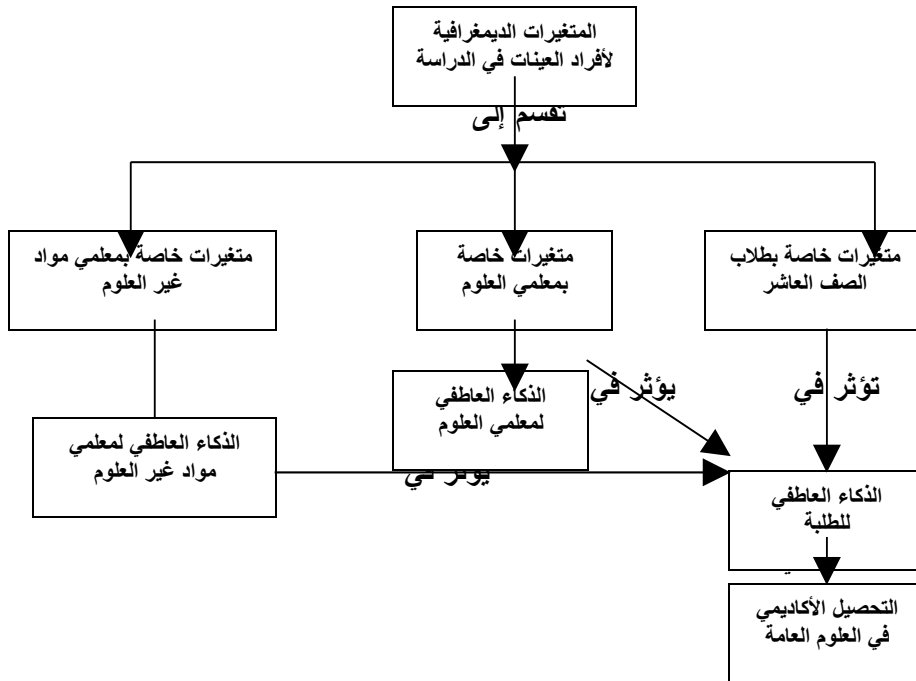 المتغيرات الديمغرافية
لأفراد العينات في الدراسة
تقسم إلى
متغيرات خاصة بطلاب
الصف العاشر
متغيرات خاصة
بمعلمي العلوم
متغيرات خاصة بمعلمي مواد
غير العلوم
تؤثر في
يؤثر في
الذكاء العاطفي
لمعلمي العلوم
الذكاء العاطفي لمعلمي
مواد غير العلوم
يؤثر في
الذكاء العاطفي
للطلبة
التحصيل الأكاديمي
في العلوم العامة